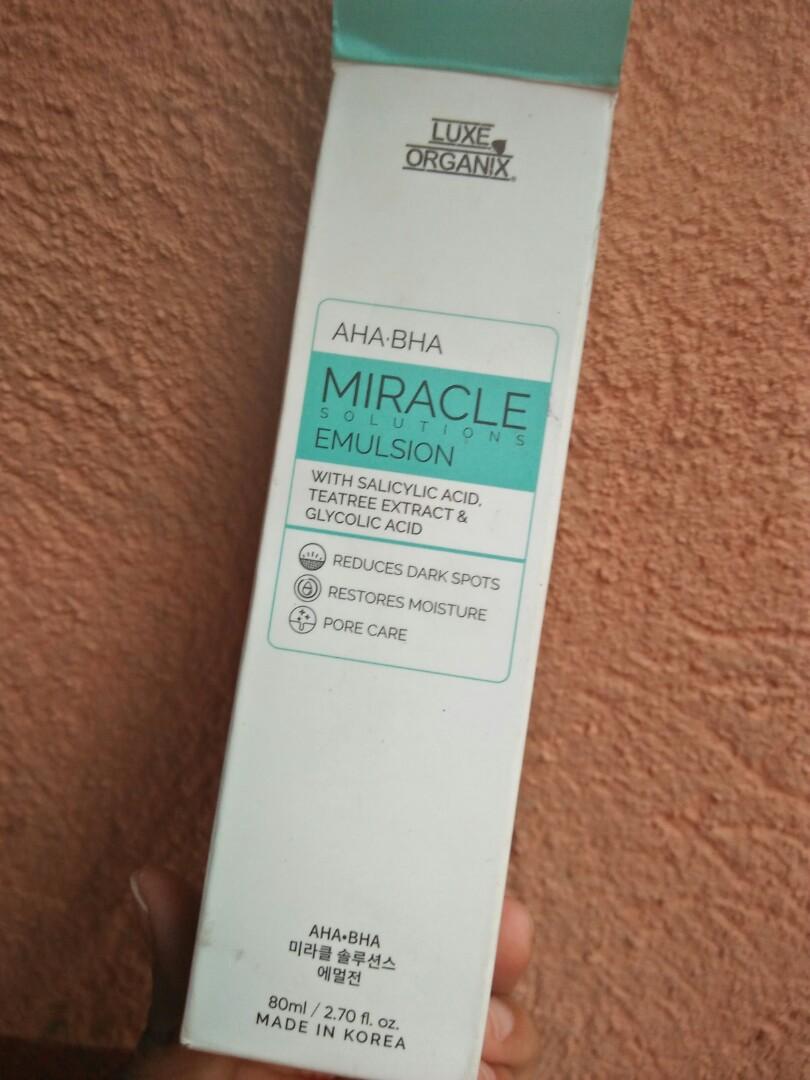 LUXE
ORGANIX
AHA·BHA
MIRACLE
SOLUTIONS
EMULSION
WITH SALICYLIC ACID,
TEATREE EXTRACT &
GLYCOLIC ACID
REDUCES DARK SPOTS
RESTORES MOISTURE
PORE CARE
AHA•BHA
미라클 솔루션스
에멀전
80ml / 2.70 fl. oz.
MADE IN KOREA